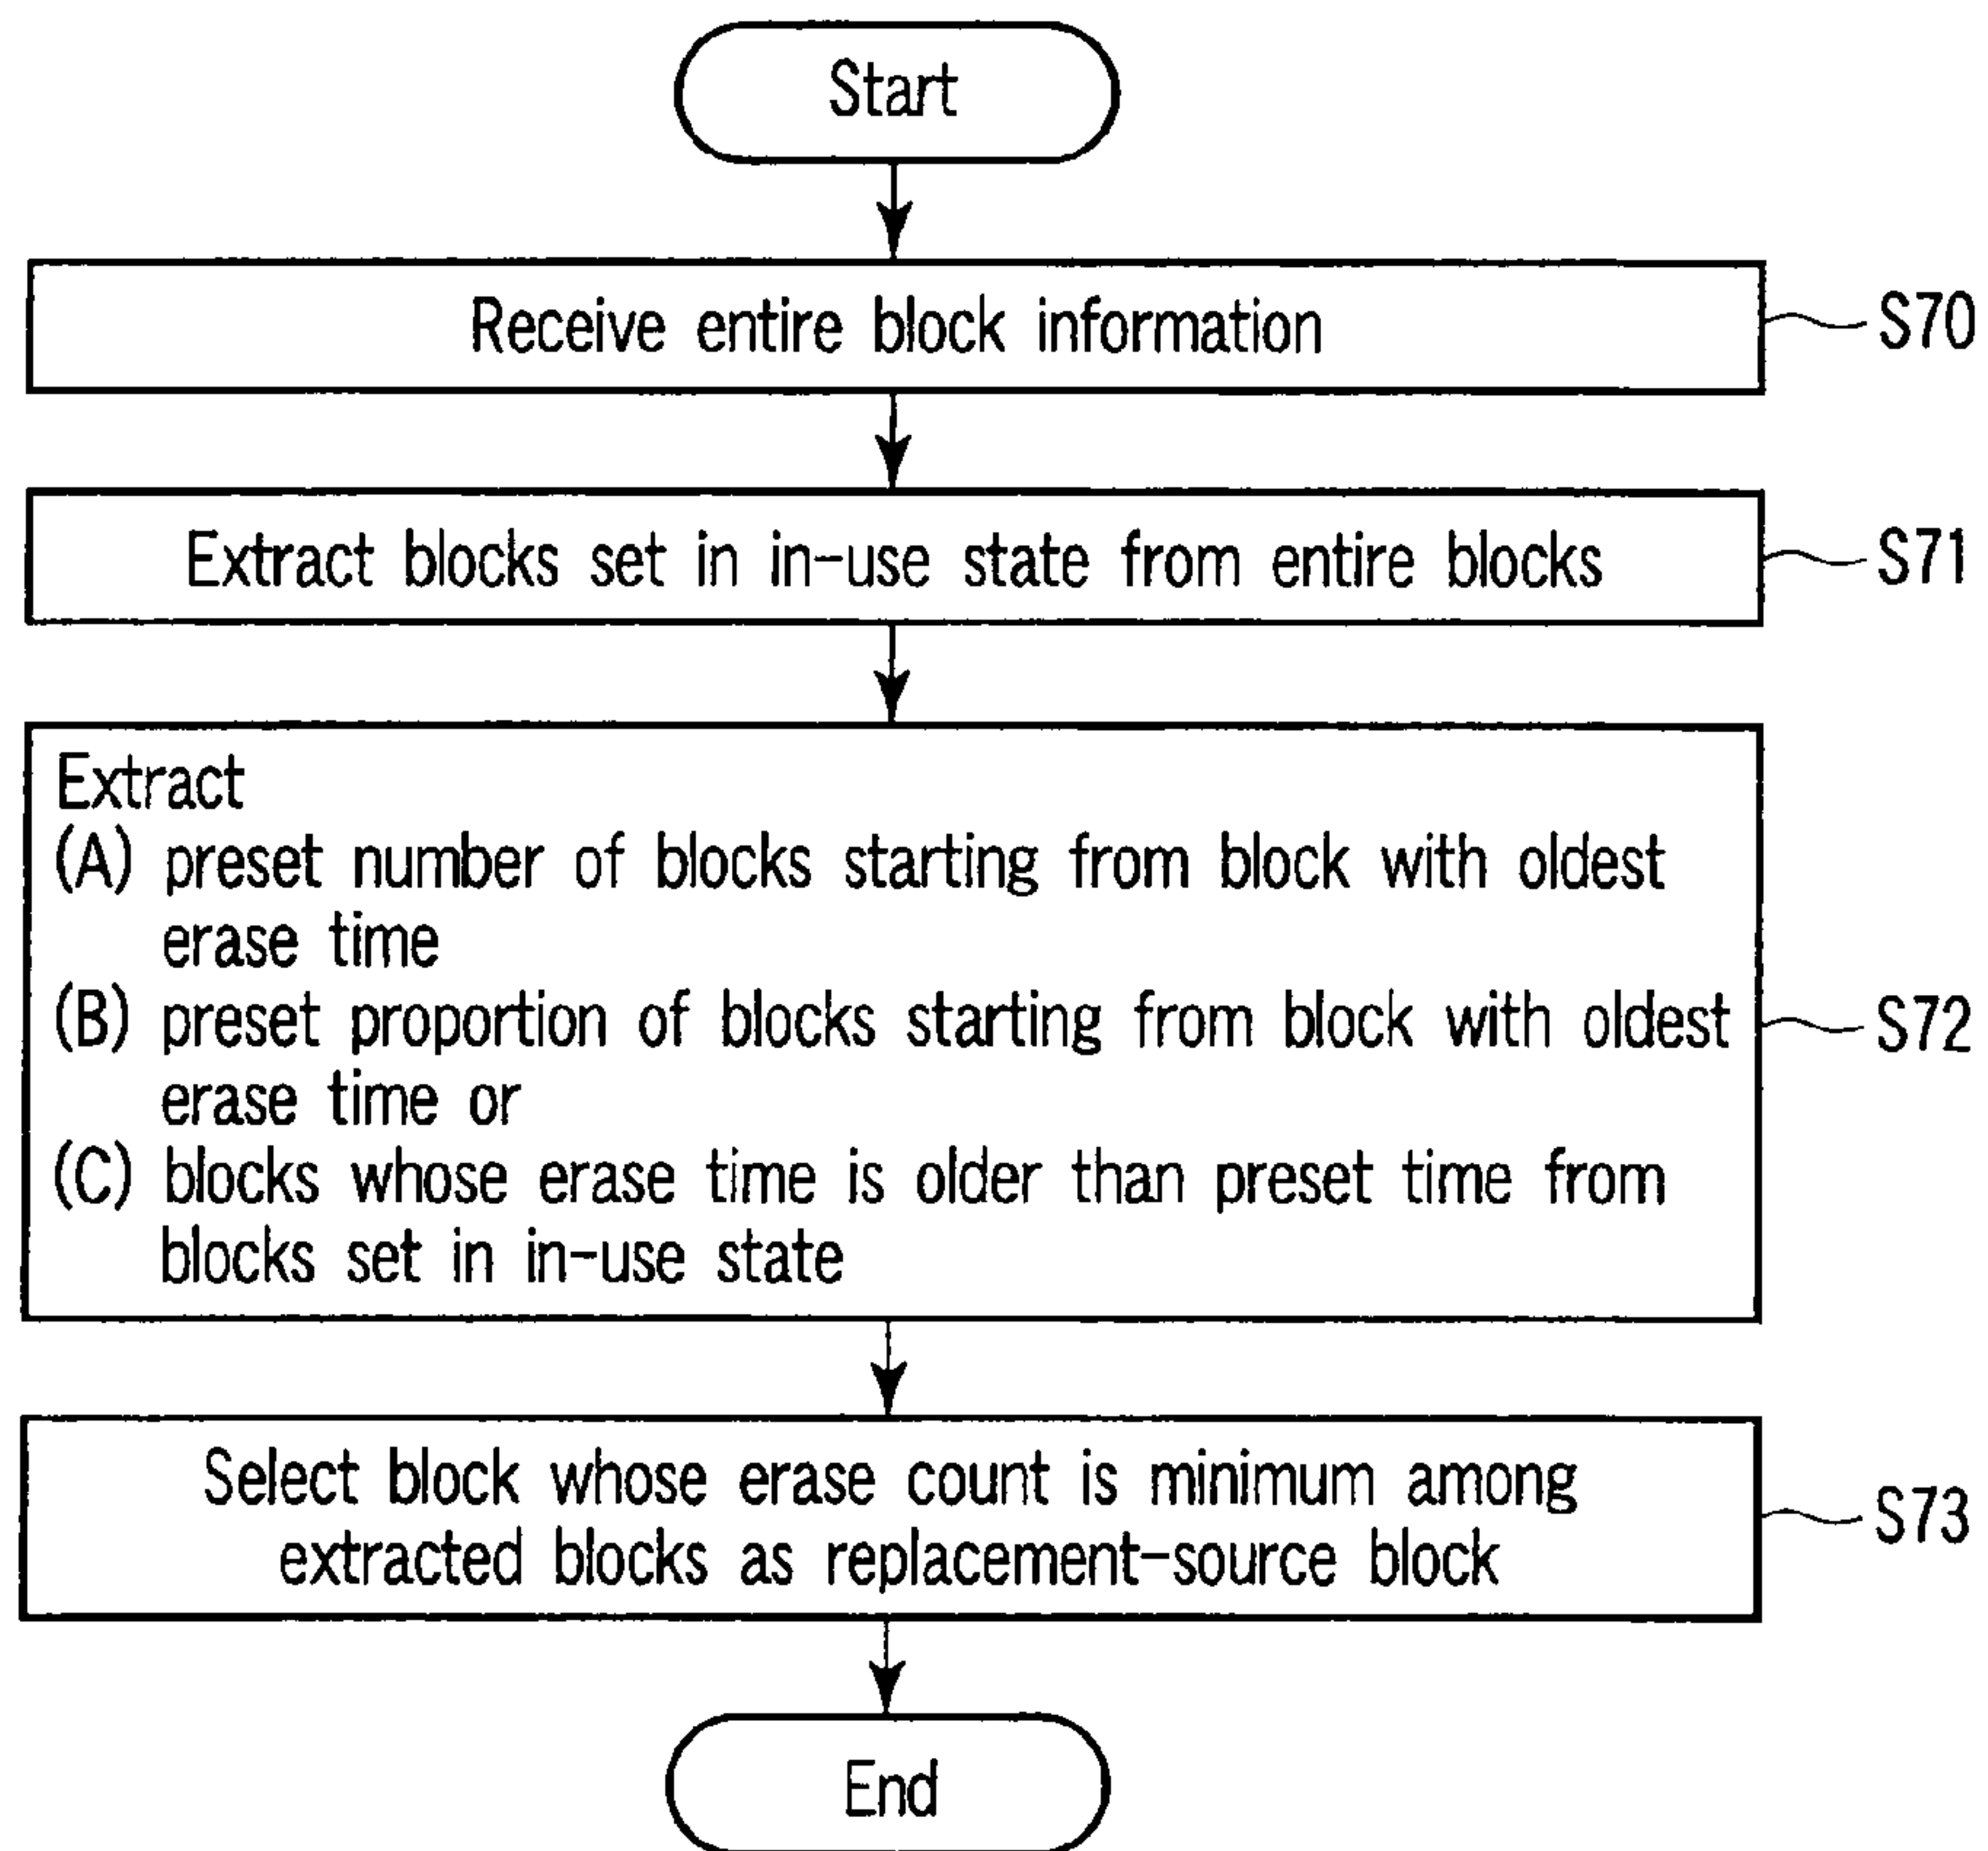 Start
Receive entire block information
S70
Extract blocks set in in-use state from entire blocks
S71
Extract
(A) preset number of blocks starting from block with oldest
erase time
(B) preset proportion of blocks starting from block with oldest
erase time or
(C) blocks whose erase time is older than preset time from
blocks set in in-use state
S72
Select block whose erase count is minimum among
extracted blocks as replacement-source block
S73
End